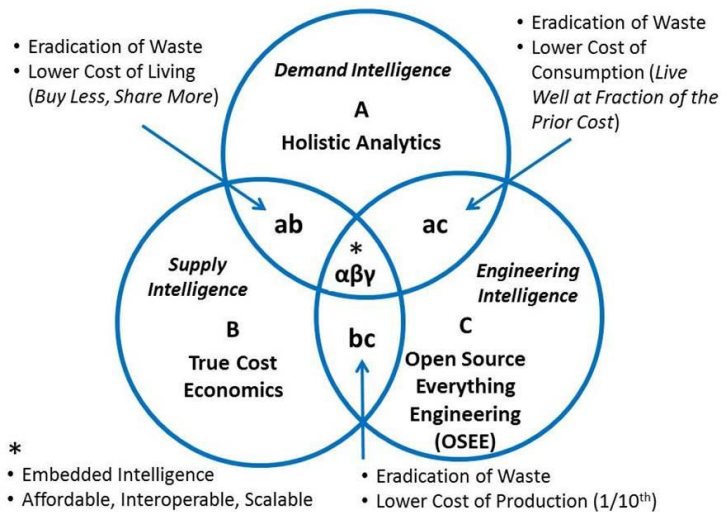 • Eradication of Waste
• Lower Cost of Living
(Buy Less, Share More)
• Eradication of Waste
• Lower Cost of
Consumption (Live
Well at Fraction of the
Prior Cost)
Demand Intelligence
A
Holistic Analytics
ab
ac
*
αβγ
Supply
Intelligence
B
True Cost
Economics
Engineering
Intelligence
C
Open Source
Everything
Engineering
(OSEE)
bc
*
• Embedded Intelligence
• Affordable, Interoperable, Scalable
• Eradication of Waste
• Lower Cost of Production (1/10th)